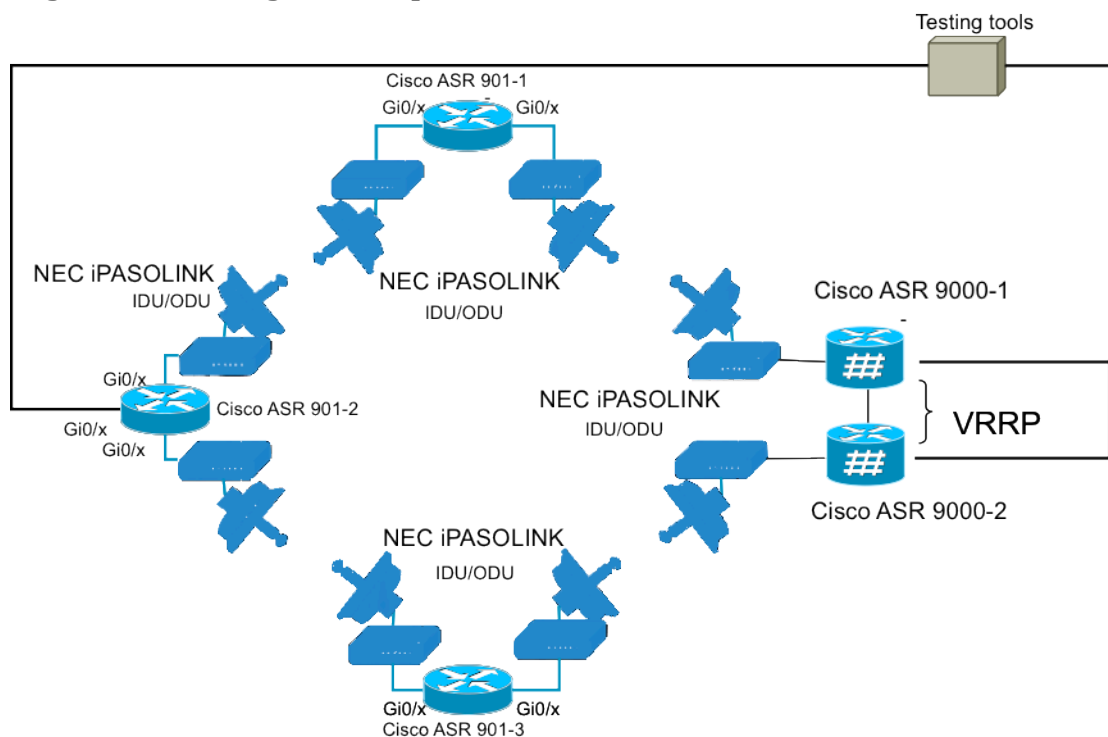 Testing tools
Cisco ASR 901-1
Gi0/x
Gi0/x
NEC iPASOLINK
IDU/ODU
NEC iPASOLINK
IDU/ODU
Cisco ASR 9000-1
Gi0/x
Cisco ASR 901-2
Gi0/x
Gi0/x
NEC iPASOLINK
IDU/ODU
VRRP
Cisco ASR 9000-2
NEC iPASOLINK
IDU/ODU
Gi0/x
Gi0/x
Cisco ASR 901-3